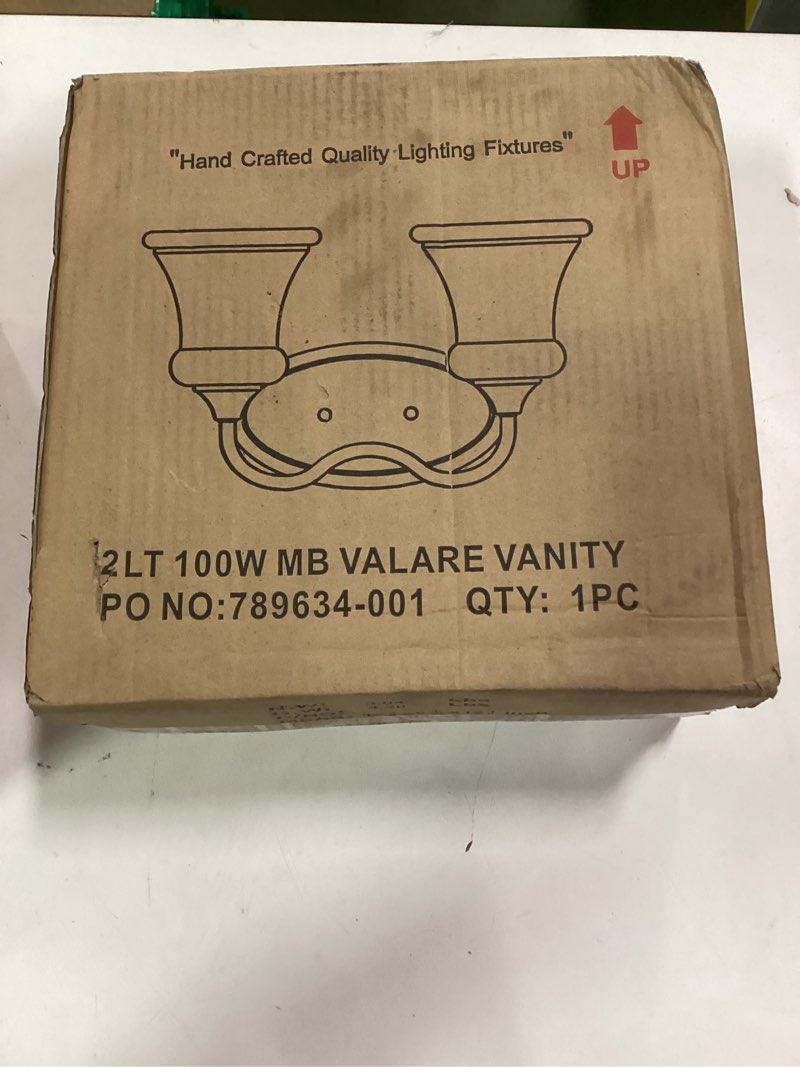 "Hand Crafted Quality Lighting Fixtures"
UP
2LT 100W MB VALARE VANITY
PO NO:789634-001 QTY: 1PC